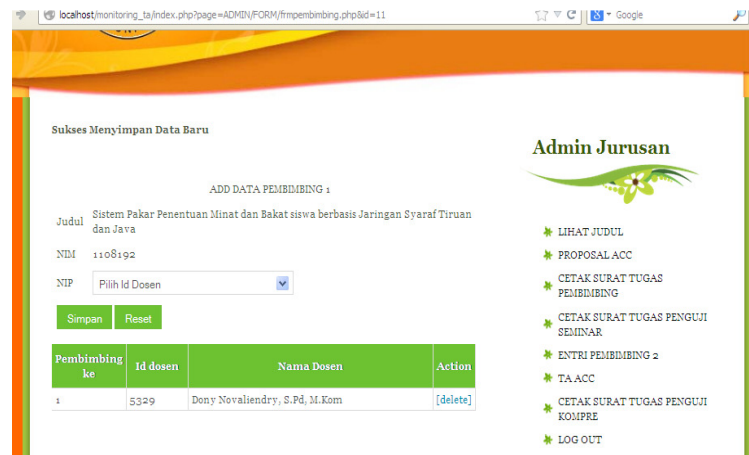 localhost/monitoring_ta/index.php?page=ADMIN/FORM/frmpembimbing.php&id=11
Google
Sukses Menyimpan Data Baru
ADD DATA PEMBIMBING 1
Judul Sistem Pakar Penentuan Minat dan Bakat siswa berbasis Jaringan Syaraf Tiruan
dan Java
NIM 1108192
NIP Pilih Id Dosen
Simpan Reset
Pembimbing
ke Id dosen Nama Dosen Action
1 5329 Dony Novaliendry, S.Pd, M.Kom [delete]
Admin Jurusan
LIHAT JUDUL
PROPOSAL ACC
CETAK SURAT TUGAS
PEMBIMBING
CETAK SURAT TUGAS PENGUJI
SEMINAR
ENTRI PEMBIMBING 2
TA ACC
CETAK SURAT TUGAS PENGUJI
KOMPRE
LOG OUT